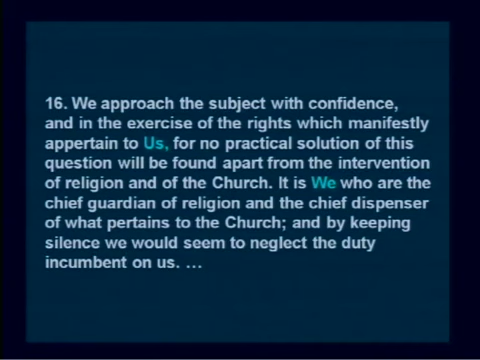 16. We approach the subject with confidence,
and in the exercise of the rights which manifestly
appertain to Us, for no practical solution of this
question will be found apart from the intervention
of religion and of the Church. It is We who are the
chief guardian of religion and the chief dispenser
of what pertains to the Church; and by keeping
silence we would seem to neglect the duty
incumbent on us. ...